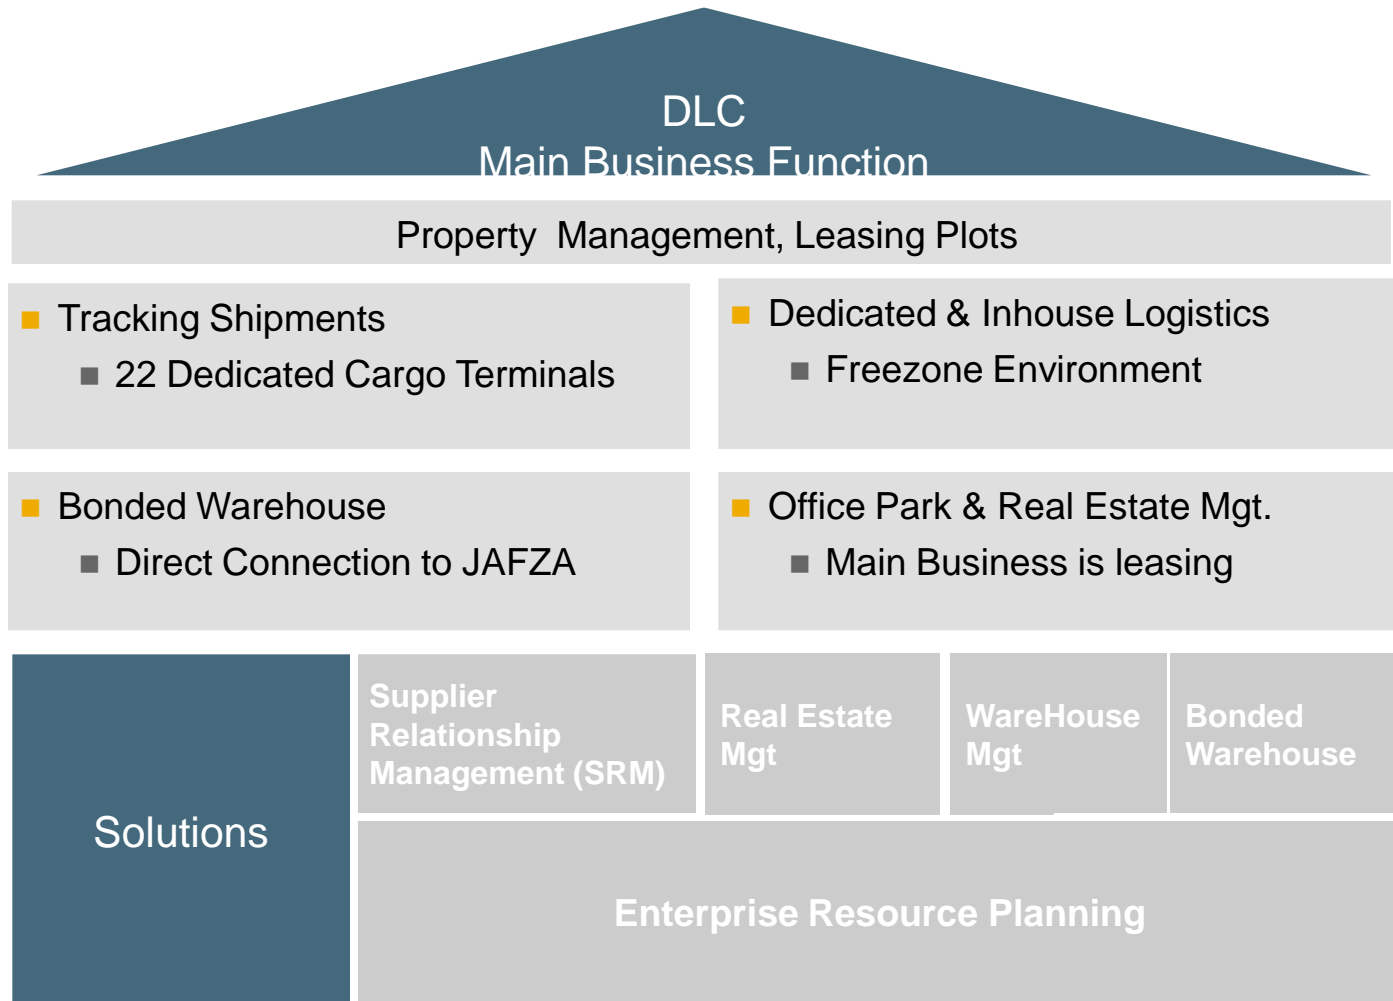 DLC
Main Business Function
Property Management, Leasing Plots
Tracking Shipments
22 Dedicated Cargo Terminals
Dedicated & Inhouse Logistics
Freezone Environment
Bonded Warehouse
Direct Connection to JAFZA
Office Park & Real Estate Mgt.
Main Business is leasing
Solutions
Supplier
Relationship
Management (SRM)
Real Estate
Mgt
WareHouse
Mgt
Bonded
Warehouse
Enterprise Resource Planning